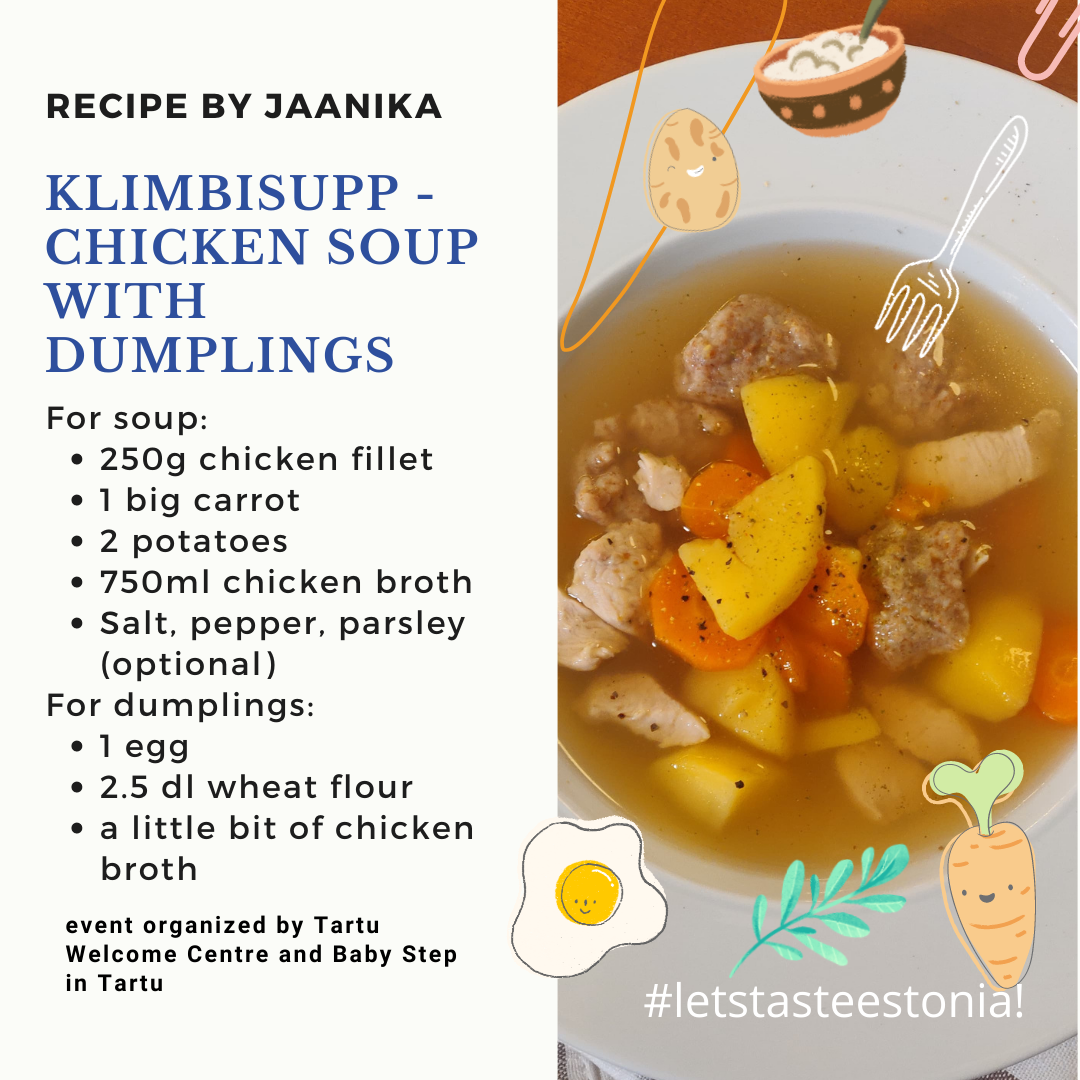 RECIPE BY JAANIKA
KLIMBISUPP -
CHICKEN SOUP
WITH
DUMPLINGS
For soup:
• 250g chicken fillet
• 1 big carrot
• 2 potatoes
• 750ml chicken broth
• Salt, pepper, parsley
(optional)
For dumplings:
• 1 egg
• 2.5 dl wheat flour
• a little bit of chicken
broth
event organized by Tartu
Welcome Centre and Baby Step
in Tartu
#letstasteestonia!